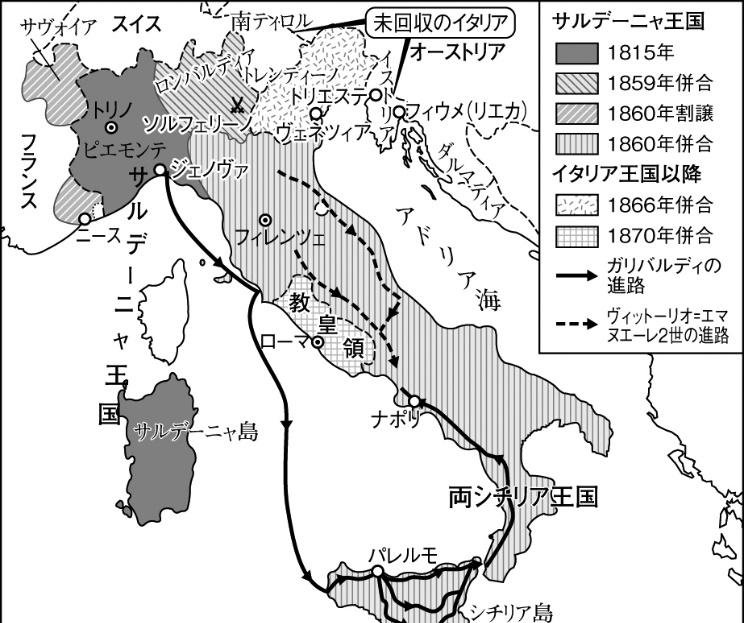 サヴォイア
スイス
南ティロル
未回収のイタリア
オーストリア
ロンバルディア
トレンティーノ
イストリア
トリノ
トリエステ
フィウメ(リエカ)
ソルフェリーノ
ヴェネツィア
ピエモンテ
ダルマティア
フランス
ジェノヴァ
ニース
サルデーニャ王国
フィレンツェ
アドリア海
教皇領
ローマ
ナポリ
サルデーニャ島
両シチリア王国
パレルモ
シチリア島
サルデーニャ王国
1815年
1859年併合
1860年割譲
1860年併合
イタリア王国以降
1866年併合
1870年併合
ガリバルディの
進路
ヴィットーリオ=エマ
ヌエーレ2世の進路